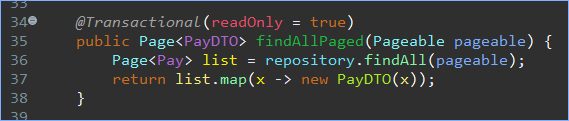 33
34 @Transactional(readOnly = true)
35 public Page<PayDTO> findAllPaged(Pageable pageable) {
36 Page<Pay> list = repository.findAll(pageable);
37 return list.map(x -> new PayDTO(x));
38 }
39